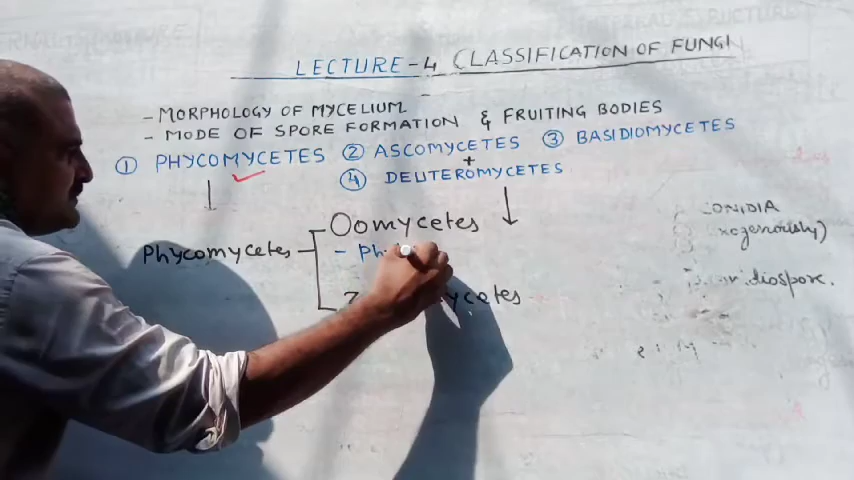 LECTURE-4 CLASSIFICATION OF FUNGI
- MORPHOLOGY OF MYCELIUM
- MODE OF SPORE FORMATION & FRUITING BODIES
① PHYCOMYCETES ② ASCOMYCETES ③ BASIDIOMYCETES
+
④ DEUTEROMYCETES
Oomycetes
Phycomycetes
- Ph
ycetes